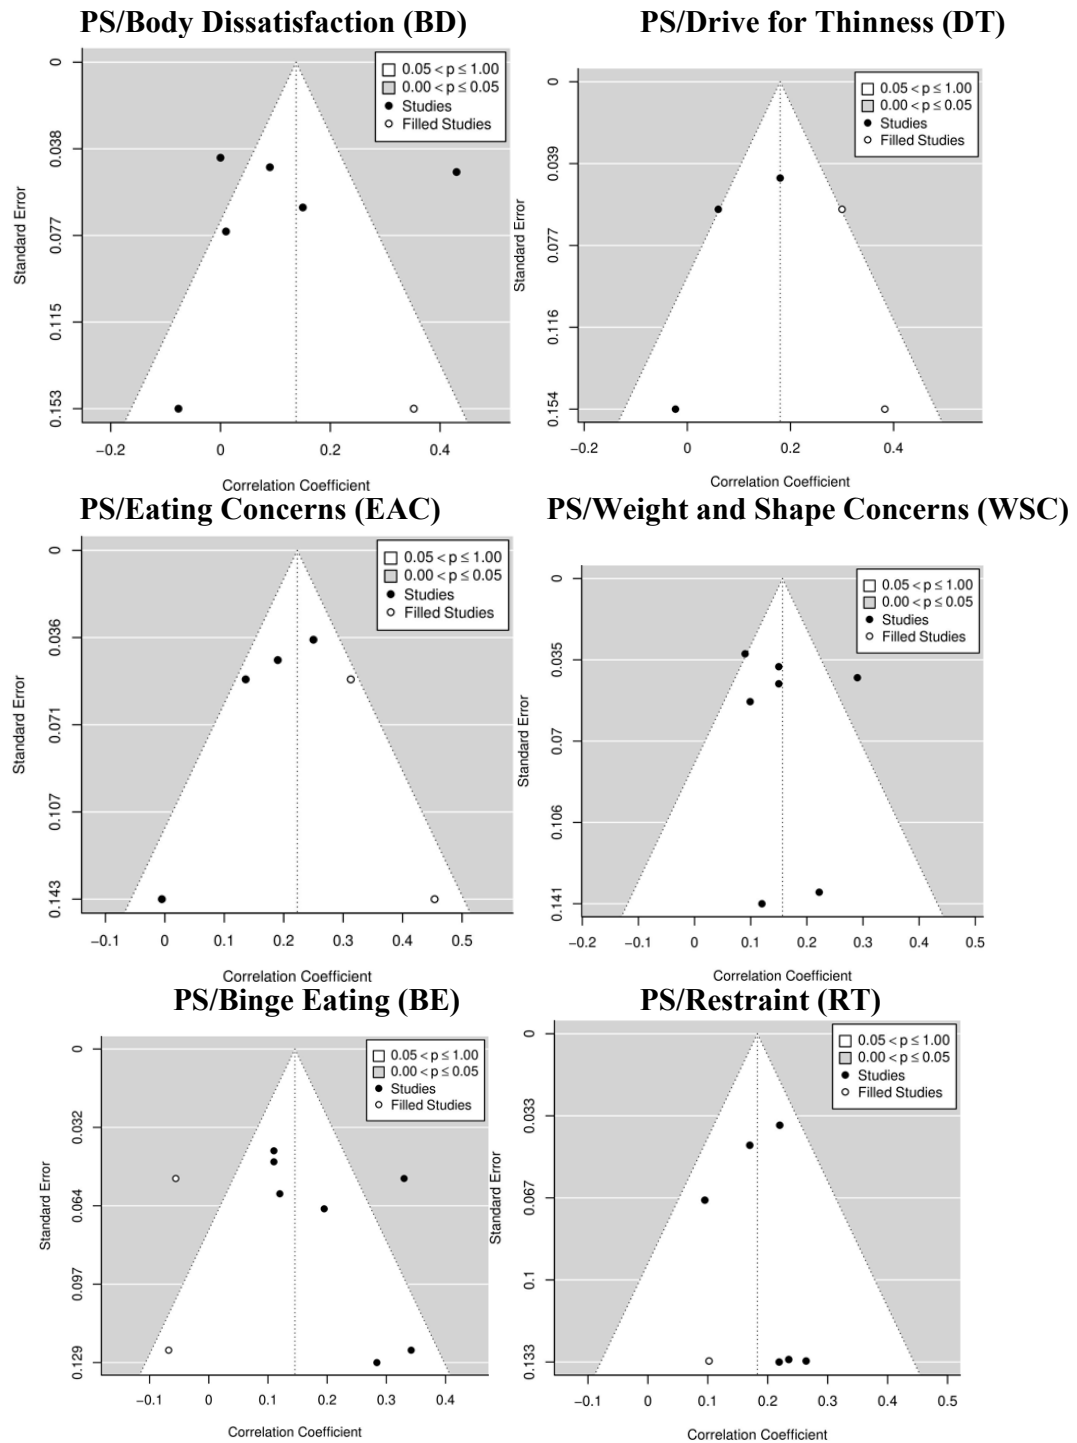 PS/Body Dissatisfaction (BD)
0.05 < p ≤ 1.00
0.00 < p ≤ 0.05
Studies
Filled Studies
Standard Error
0
0.038
0.077
0.115
0.153
−0.2
0
0.2
0.4
Correlation Coefficient
PS/Drive for Thinness (DT)
0.05 < p ≤ 1.00
0.00 < p ≤ 0.05
Studies
Filled Studies
Standard Error
0
0.039
0.077
0.116
0.154
−0.2
0
0.2
0.4
Correlation Coefficient
PS/Eating Concerns (EAC)
0.05 < p ≤ 1.00
0.00 < p ≤ 0.05
Studies
Filled Studies
Standard Error
0
0.036
0.071
0.107
0.143
−0.1
0
0.1
0.2
0.3
0.4
0.5
Correlation Coefficient
PS/Weight and Shape Concerns (WSC)
0.05 < p ≤ 1.00
0.00 < p ≤ 0.05
Studies
Filled Studies
Standard Error
0
0.035
0.07
0.106
0.141
−0.2
−0.1
0
0.1
0.2
0.3
0.4
0.5
Correlation Coefficient
PS/Binge Eating (BE)
0.05 < p ≤ 1.00
0.00 < p ≤ 0.05
Studies
Filled Studies
Standard Error
0
0.032
0.064
0.097
0.129
−0.1
0
0.1
0.2
0.3
0.4
Correlation Coefficient
PS/Restraint (RT)
0.05 < p ≤ 1.00
0.00 < p ≤ 0.05
Studies
Filled Studies
Standard Error
0
0.033
0.067
0.1
0.133
−0.1
0
0.1
0.2
0.3
0.4
0.5
Correlation Coefficient